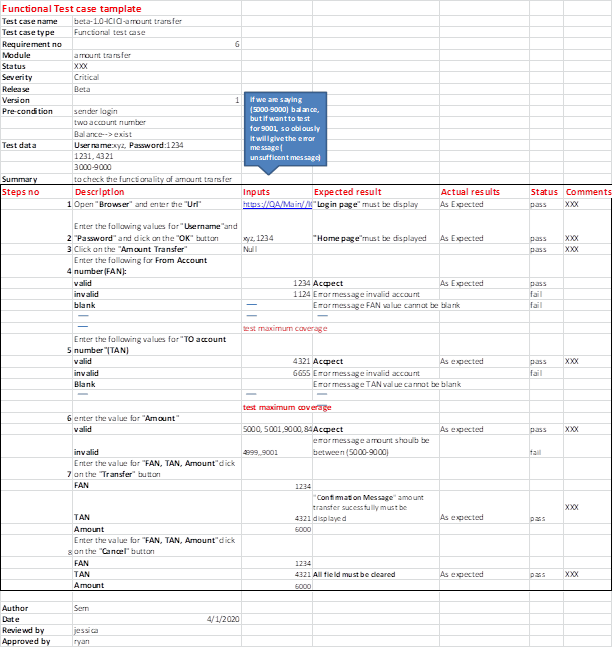 Functional Test case tamplate
Test case name beta-1.0-ICICI-amount transfer
Test case type Functional test case
Requirement no 6
Module amount transfer
Status XXX
Severity Critical
Release Beta
Version 1
Pre-condition sender login
two account number
Balance--> exist
Test data Username:xyz, Password:1234
1231, 4321
3000-9000
Summary to check the functionality of amount transfer
If we are saying
(5000-9000) balance,
but if want to test
for 9001, so obiously
it will give the error
message (
unsufficent message)
Steps no Description Inputs Expected result Actual results Status Comments
1 Open "Browser" and enter the "Url" https://QA/Main/ "Login page" must be display As Expected pass XXX
Enter the following values for "Username"and
2 "Password" and click on the "OK" button xyz, 1234 "Home page"must be displayed As Expected pass XXX
3 Click on the "Amount Transfer" Null pass XXX
Enter the following for From Account
4 number(FAN):
valid 1234 Accpect As Expected pass
invalid 1124 Error message invalid account fail
blank — Error message FAN value cannot be blank fail
— — —
— test maximum coverage
Enter the following values for "TO account
5 number"(TAN)
valid 4321 Accpect As expected pass XXX
invalid 6655 Error message invalid account fail
Blank Error message TAN value cannot be blank
— — —
test maximum coverage
6 enter the value for "Amount"
valid 5000, 5001,9000,84 Accpect As expected pass XXX
error message amount shoulb be
invalid 4999,,9001 between (5000-9000) fail
Enter the value for "FAN, TAN, Amount"click
7 on the "Transfer" button
FAN 1234
"Confirmation Message" amount
transfer sucessfully must be XXX
TAN 4321 displayed As expected pass
Amount 6000
Enter the value for "FAN, TAN, Amount"click
8 on the "Cancel" button
FAN 1234
TAN 4321 All field must be cleared As expected pass XXX
Amount 6000
Author Sem
Date 4/1/2020
Reviewd by jessica
Approved by ryan